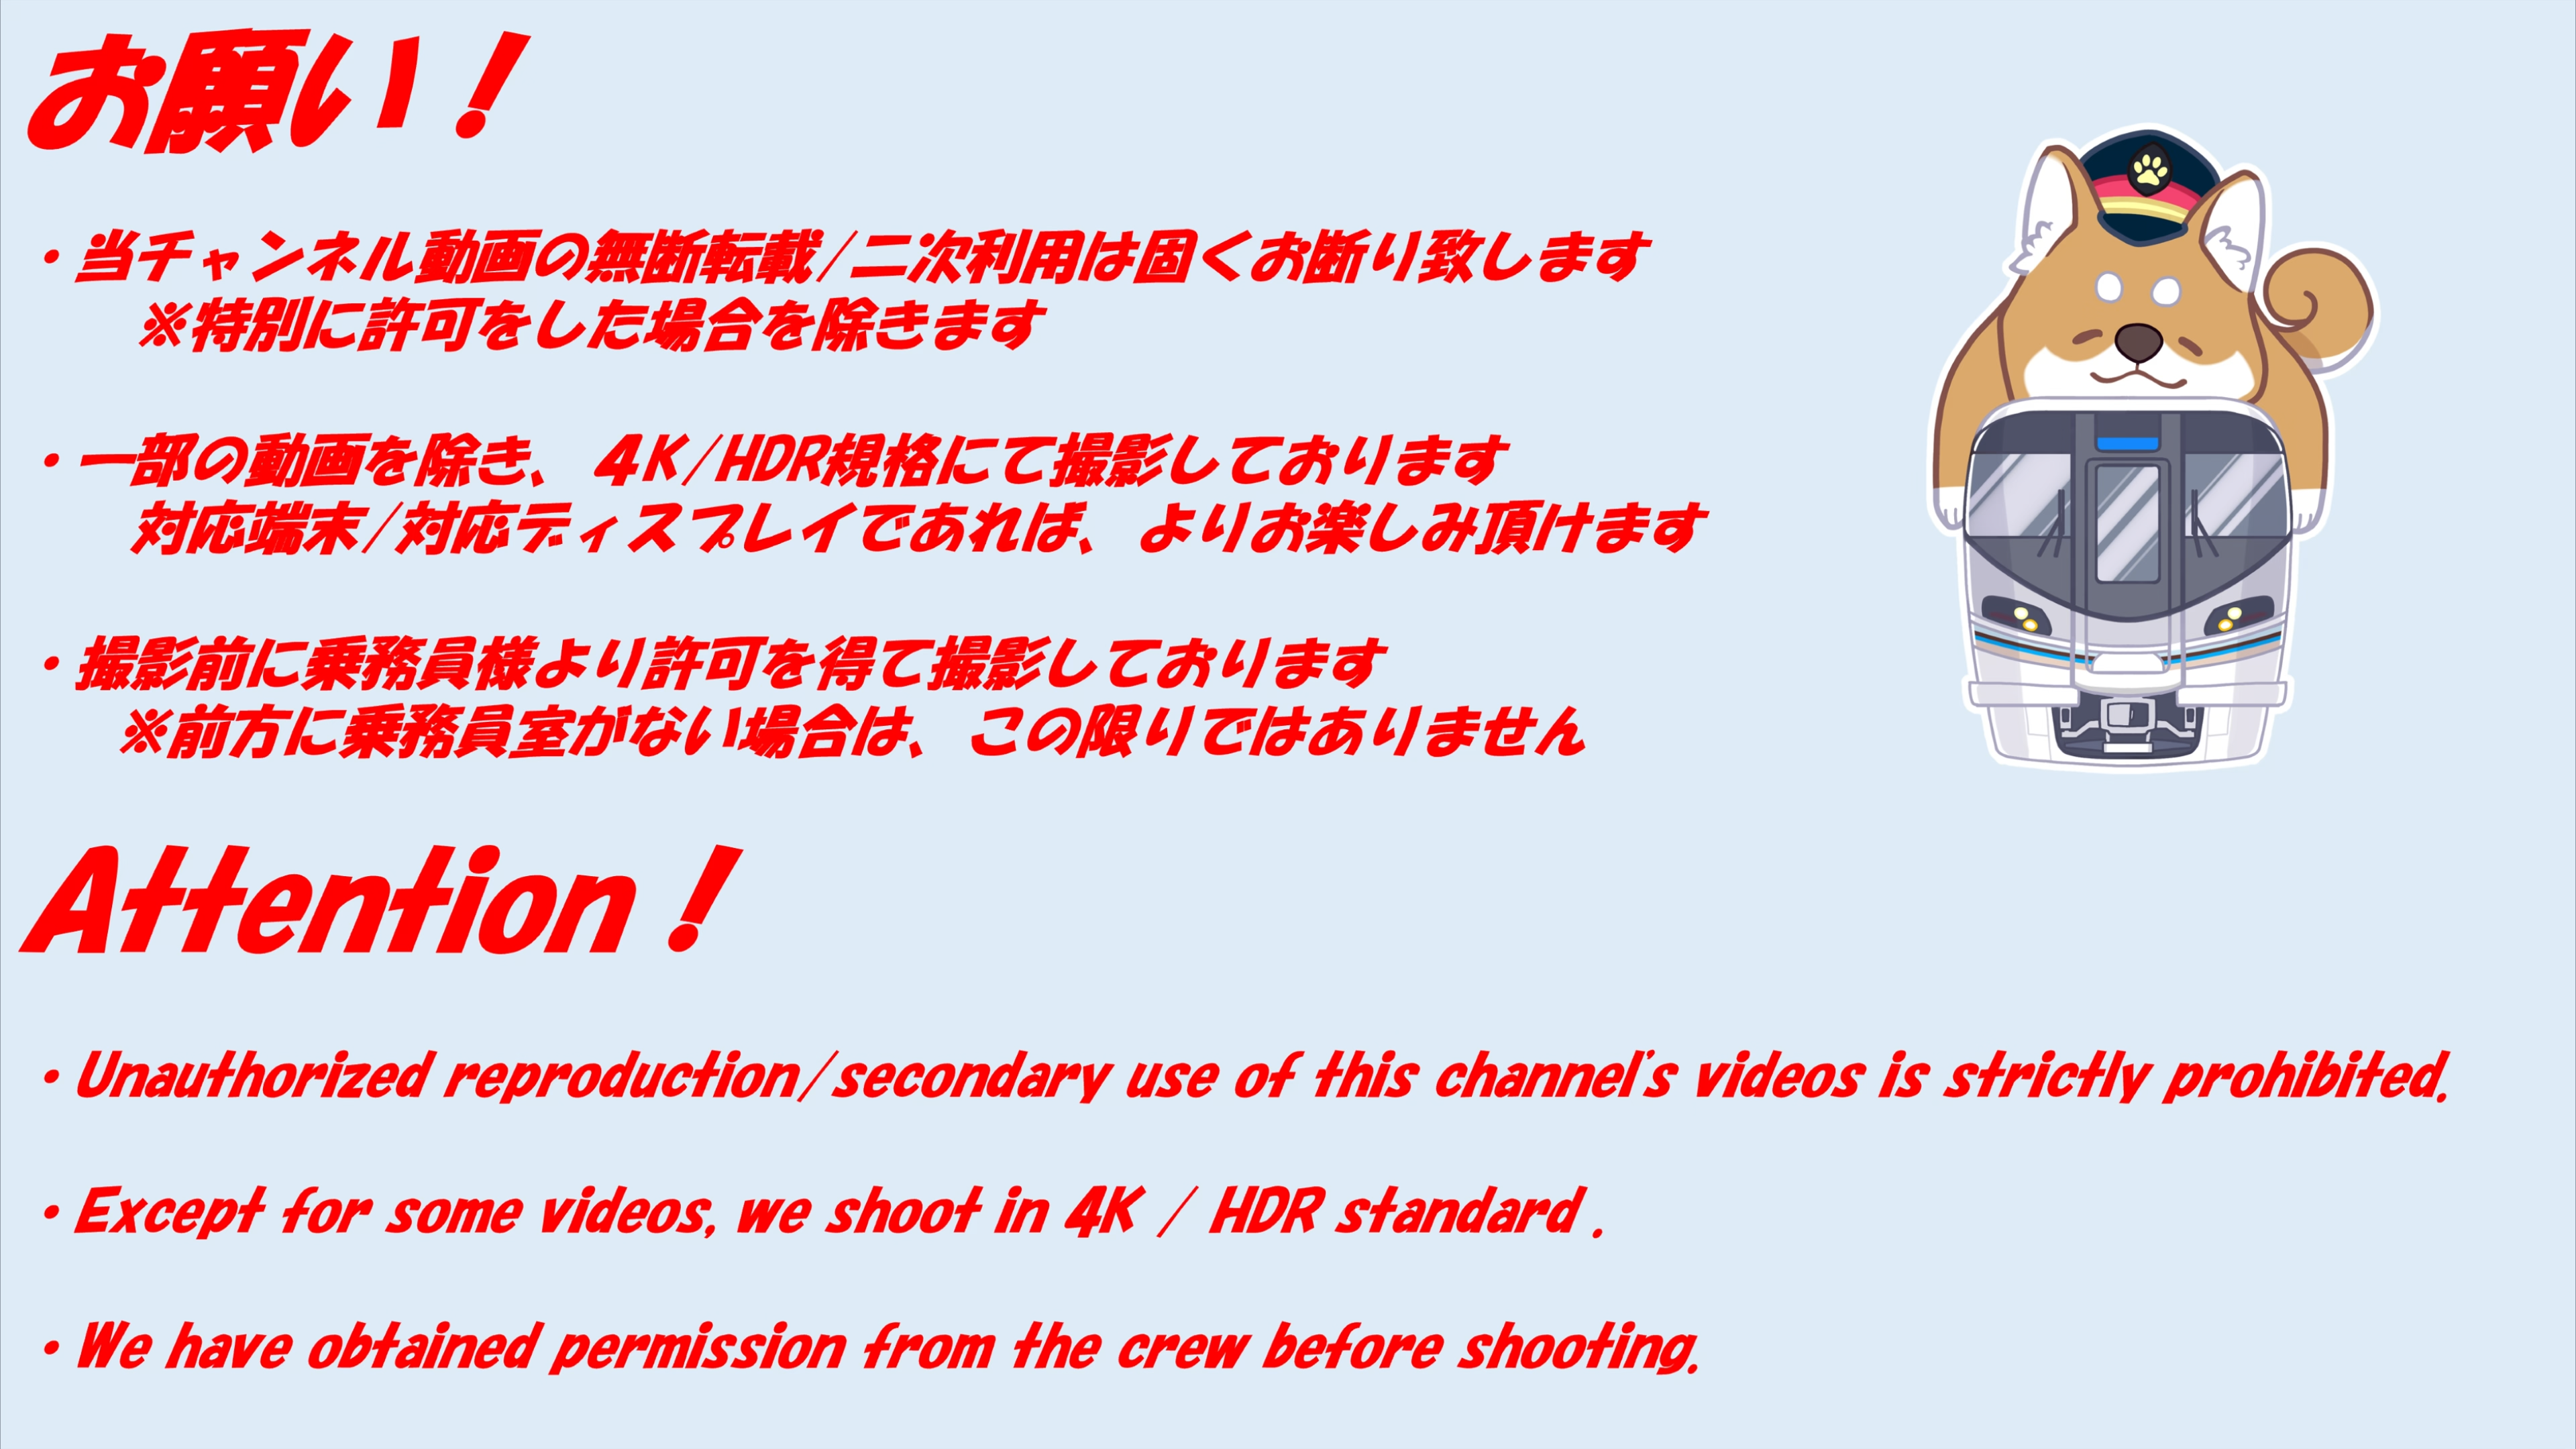 お願い！
・当チャンネル動画の無断転載/二次利用は固くお断り致します
※特別に許可をした場合を除きます
・一部の動画を除き、４K/HDR規格にて撮影しております
対応端末/対応ディスプレイであれば、よりお楽しみ頂けます
・撮影前に乗務員様より許可を得て撮影しております
※前方に乗務員室がない場合は、この限りではありません
Attention！
・Unauthorized reproduction/secondary use of this channel's videos is strictly prohibited.
・Except for some videos, we shoot in 4K / HDR standard .
・We have obtained permission from the crew before shooting.